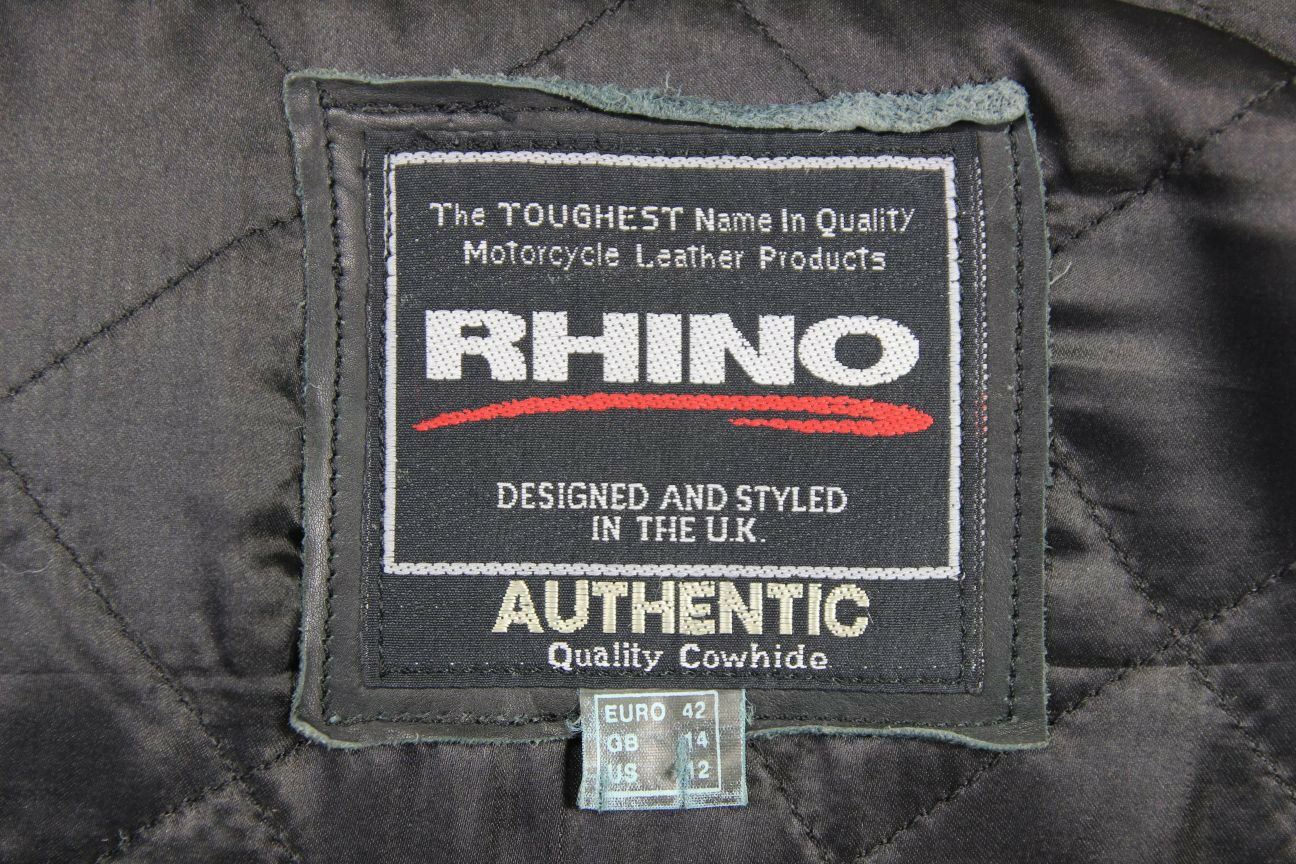 The TOUGHEST Name In Quality
Motorcycle Leather Products
RHINO
DESIGNED AND STYLED
IN THE U.K.
AUTHENTIC
Quality Cowhide
EURO 42
GB 14
US 12